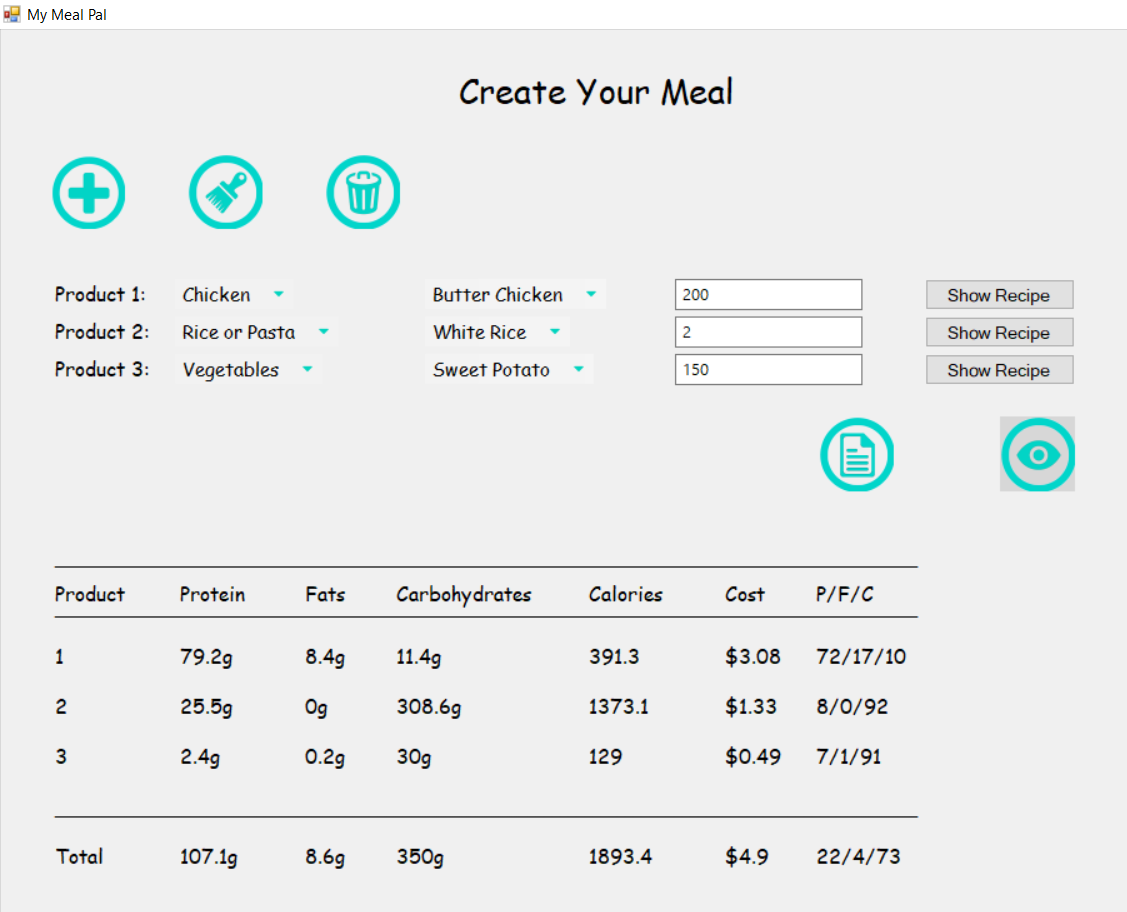 My Meal Pal
Create Your Meal
Product 1: Chicken Butter Chicken 200 Show Recipe
Product 2: Rice or Pasta White Rice 2 Show Recipe
Product 3: Vegetables Sweet Potato 150 Show Recipe
Product Protein Fats Carbohydrates Calories Cost P/F/C
1 79.2g 8.4g 11.4g 391.3 $3.08 72/17/10
2 25.5g 0g 308.6g 1373.1 $1.33 8/0/92
3 2.4g 0.2g 30g 129 $0.49 7/1/91
Total 107.1g 8.6g 350g 1893.4 $4.9 22/4/73